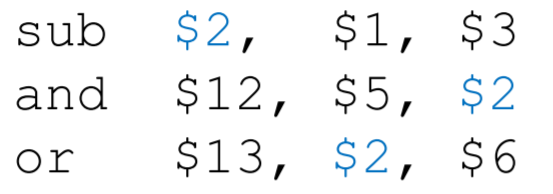 sub $2, $1, $3
and $12, $5, $2
or $13, $2, $6